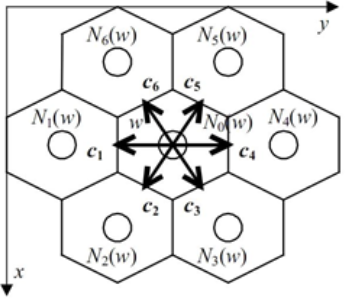 y
N6(w) N5(w)
c6 c5
N1(w) w N0(w) N4(w)
c1 c4
c2 c3
x
N2(w) N3(w)